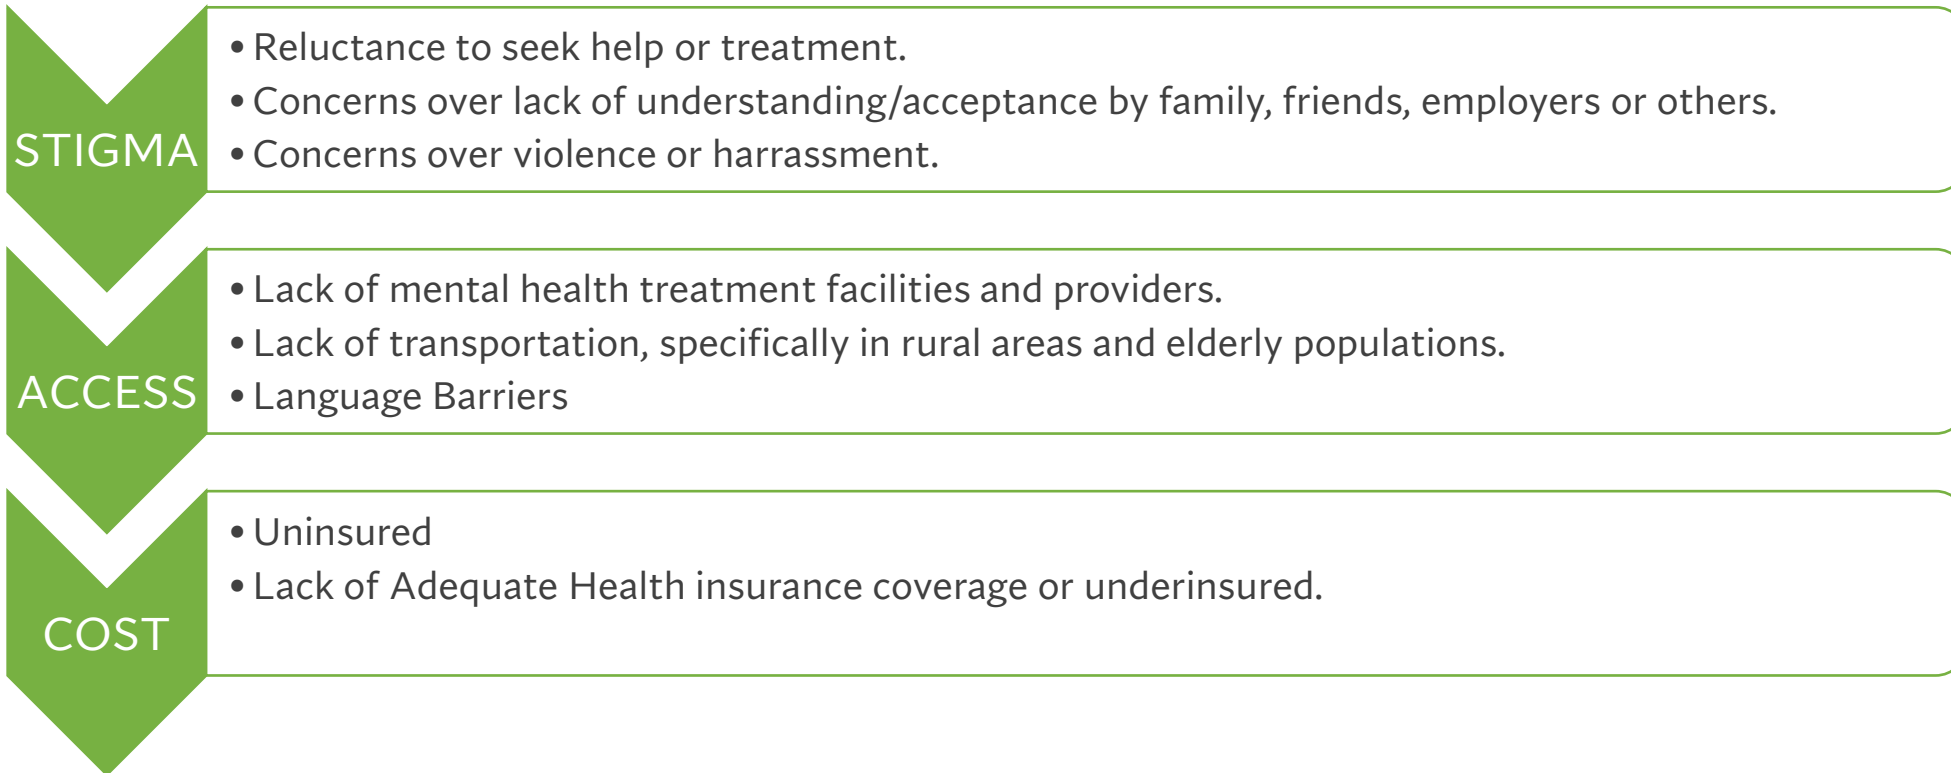 STIGMA
• Reluctance to seek help or treatment.
• Concerns over lack of understanding/acceptance by family, friends, employers or others.
• Concerns over violence or harrassment.
ACCESS
• Lack of mental health treatment facilities and providers.
• Lack of transportation, specifically in rural areas and elderly populations.
• Language Barriers
COST
• Uninsured
• Lack of Adequate Health insurance coverage or underinsured.